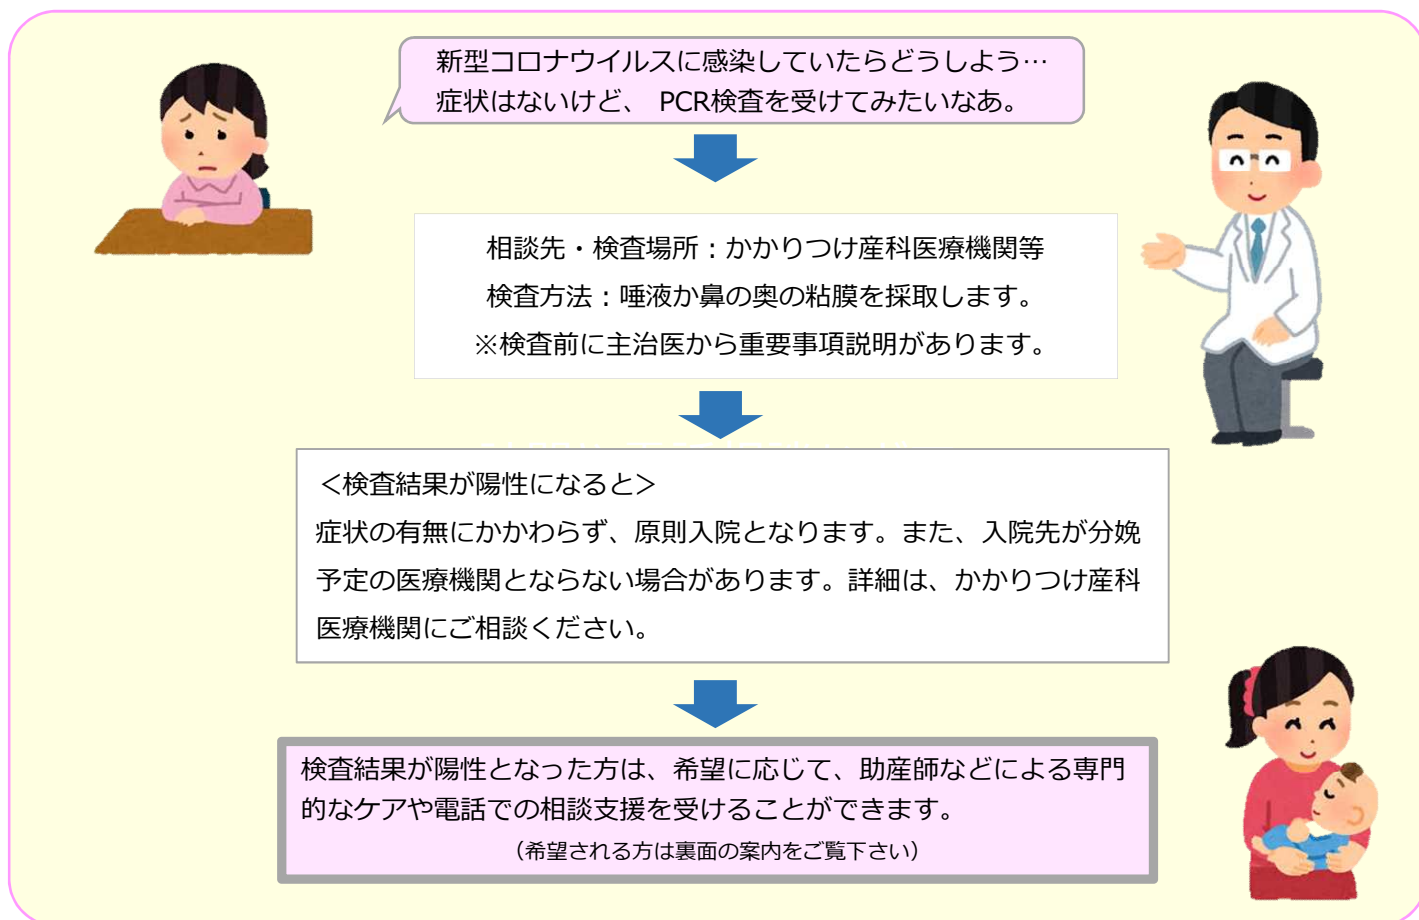 新型コロナウイルスに感染していたらどうしよう…
症状はないけど、 PCR検査を受けてみたいなあ。
相談先・検査場所：かかりつけ産科医療機関等
検査方法：唾液か鼻の奥の粘膜を採取します。
※検査前に主治医から重要事項説明があります。
＜検査結果が陽性になると＞
症状の有無にかかわらず、原則入院となります。また、入院先が分娩
予定の医療機関とならない場合があります。詳細は、かかりつけ産科
医療機関にご相談ください。
検査結果が陽性となった方は、希望に応じて、助産師などによる専門
的なケアや電話での相談支援を受けることができます。
（希望される方は裏面の案内をご覧下さい）